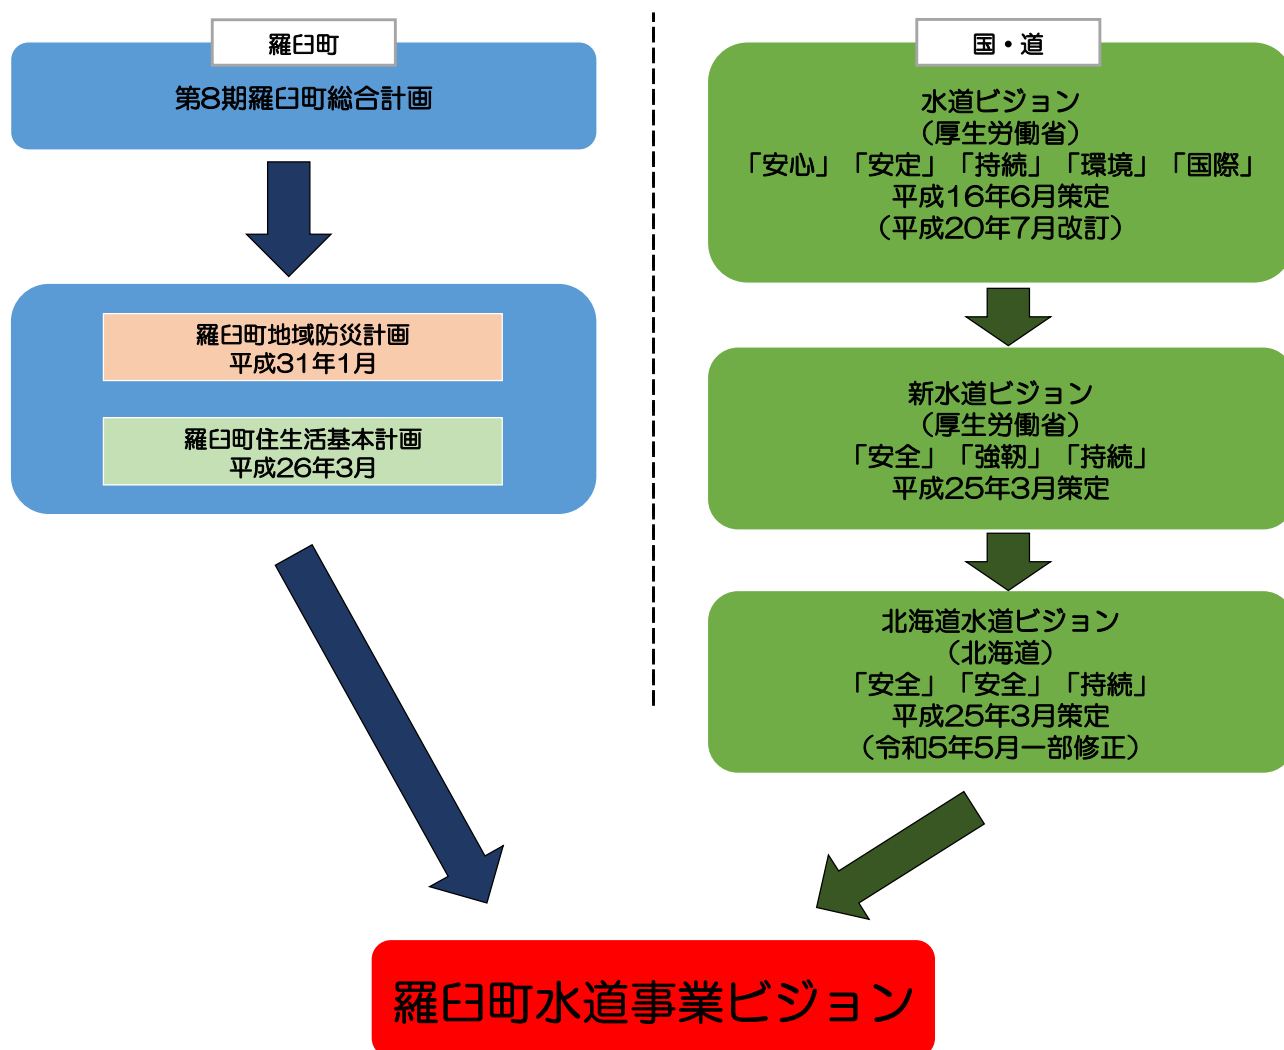 羅臼町
第8期羅臼町総合計画
羅臼町地域防災計画
平成31年1月
羅臼町住生活基本計画
平成26年3月
国・道
水道ビジョン
（厚生労働省）
「安心」「安定」「持続」「環境」「国際」
平成16年6月策定
（平成20年7月改訂）
新水道ビジョン
（厚生労働省）
「安全」「強靭」「持続」
平成25年3月策定
北海道水道ビジョン
（北海道）
「安全」「安全」「持続」
平成25年3月策定
（令和5年5月一部修正）
羅臼町水道事業ビジョン